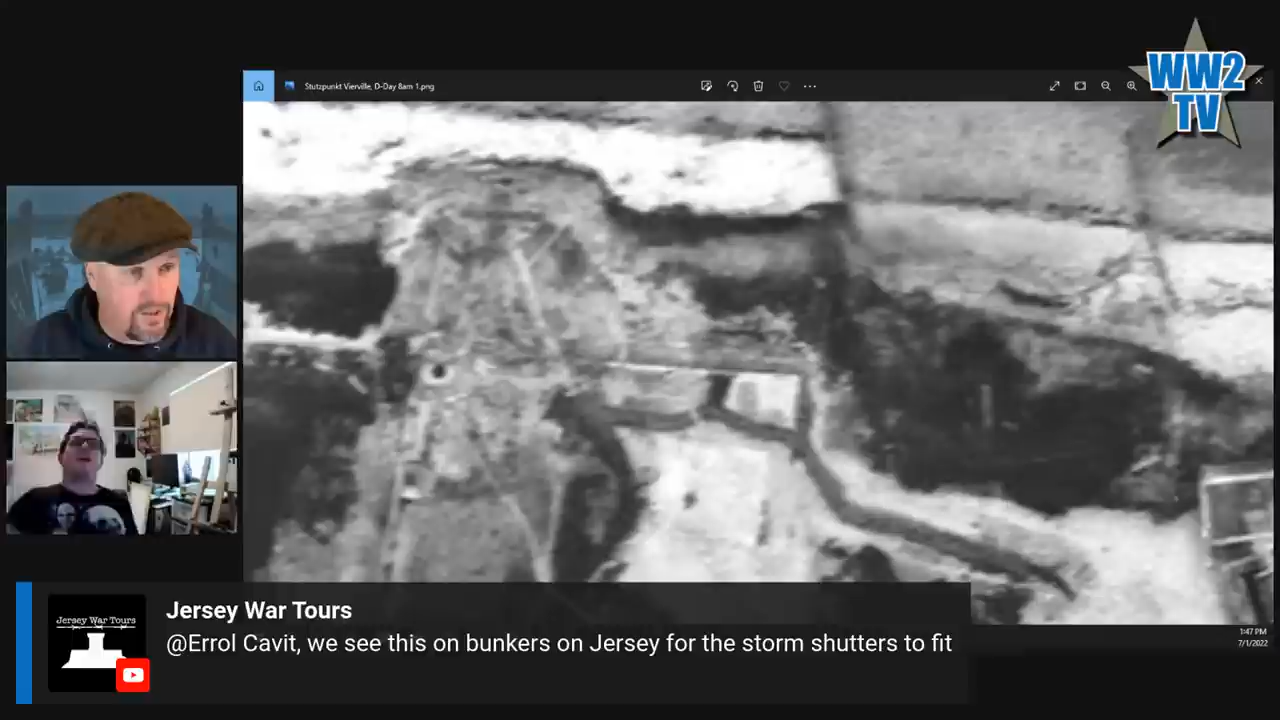 WW2
TV
Stutzpunkt Vierville, D-Day 8am 1.png
1:47 PM
7/1/2022
Jersey War Tours
Jersey War Tours
@Errol Cavit, we see this on bunkers on Jersey for the storm shutters to fit